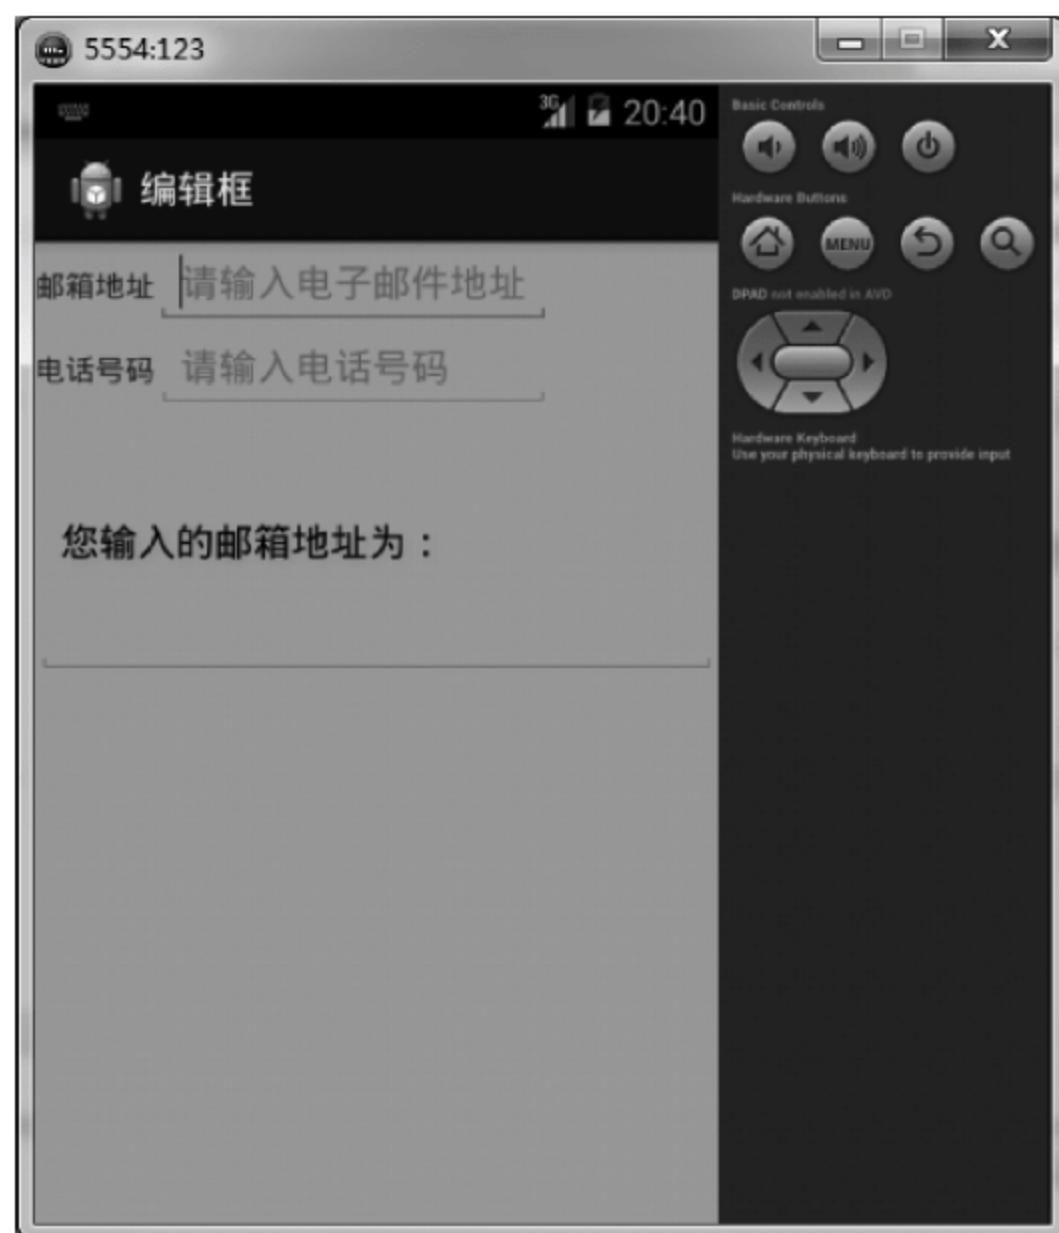 5554:123
3G 20:40
编辑框
邮箱地址 请输入电子邮件地址
电话号码 请输入电话号码
您输入的邮箱地址为：
Basic Controls
Hardware Buttons
MENU
DPAD not enabled in AVD
Hardware Keyboard
Use your physical keyboard to provide input